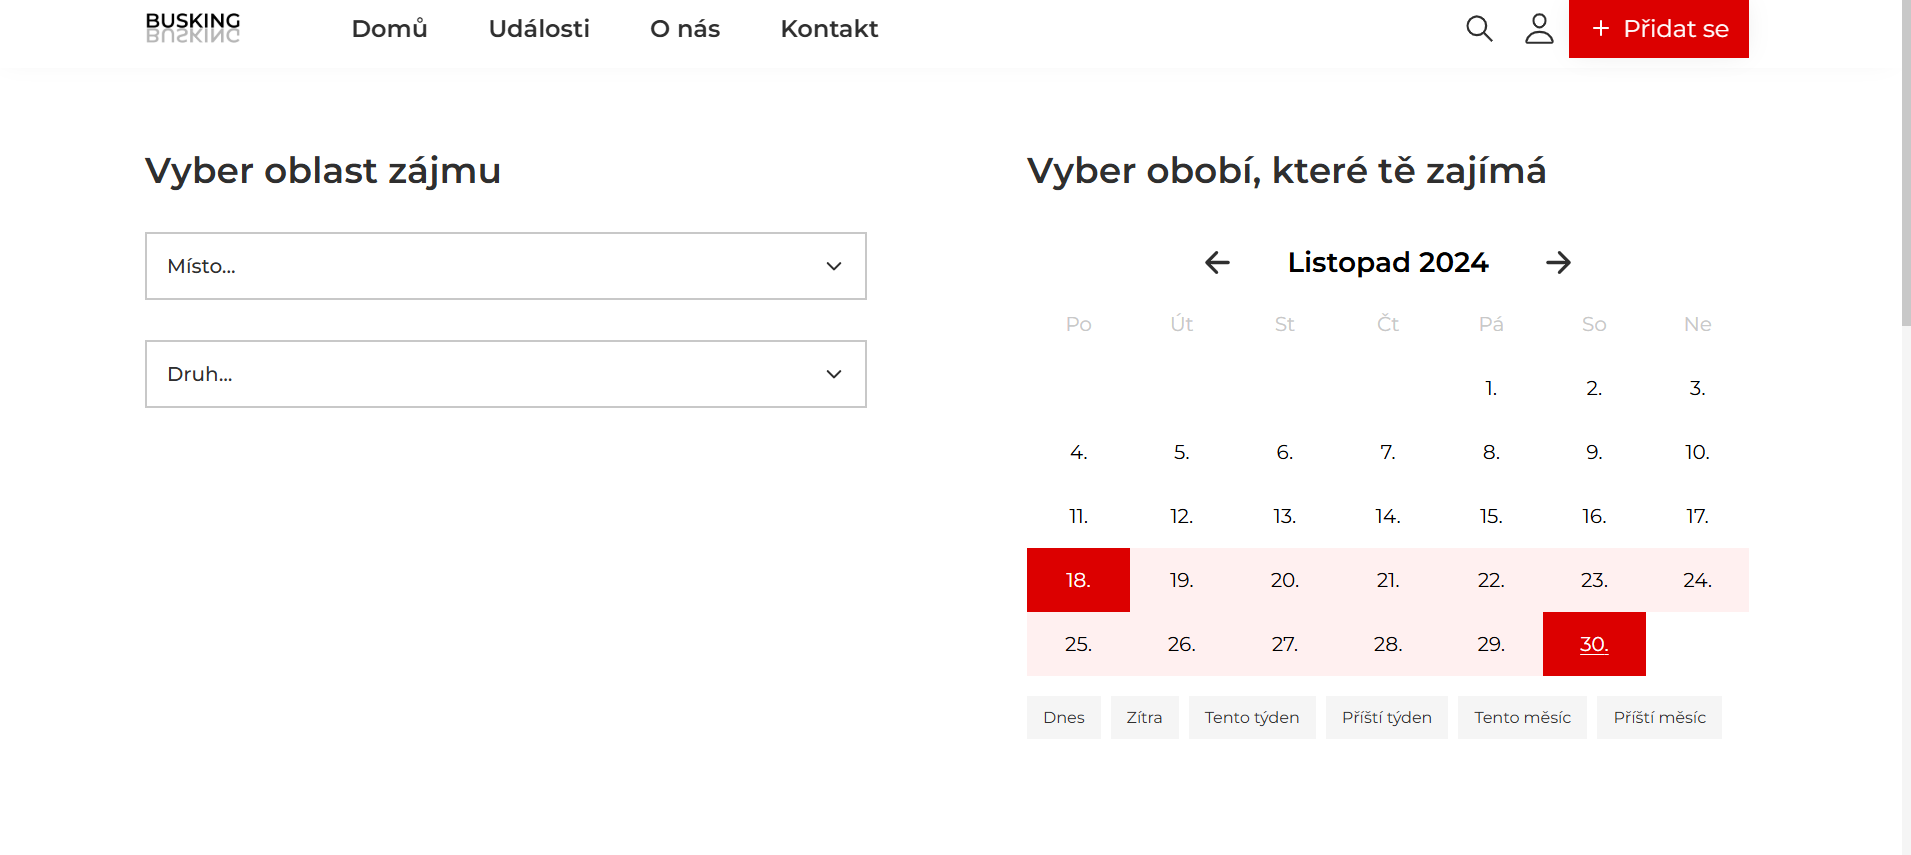 BUSKING
Domů Události O nás Kontakt + Přidat se
Vyber oblast zájmu
Místo...
Druh...
Vyber obobí, které tě zajímá
Listopad 2024
Po Út St Čt Pá So Ne
1. 2. 3.
4. 5. 6. 7. 8. 9. 10.
11. 12. 13. 14. 15. 16. 17.
18. 19. 20. 21. 22. 23. 24.
25. 26. 27. 28. 29. 30.
Dnes Zítra Tento týden Příští týden Tento měsíc Příští měsíc